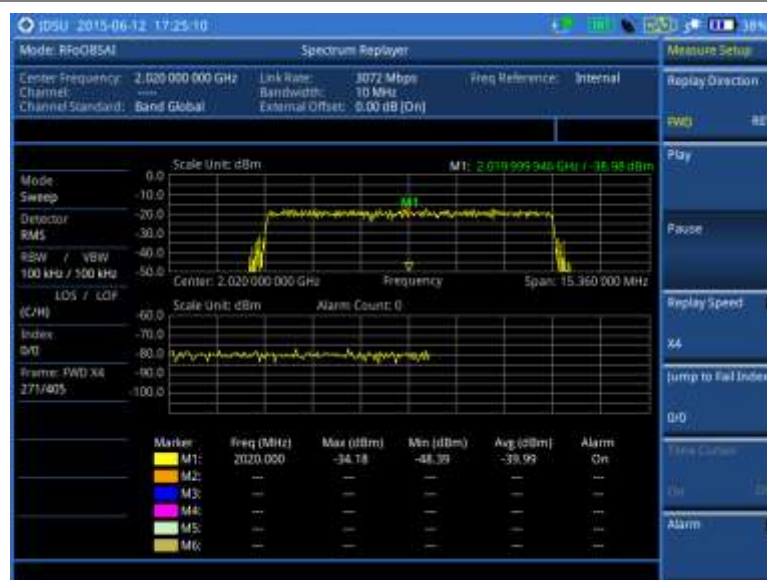 JDSU 2015-06-12 17:25:10
38%
Mode: RFoOBSAI
Spectrum Replayer
Measure Setup
Center Frequency: 2.020 000 000 GHz
Link Rate: 3072 Mbps
Freq Reference: Internal
Channel: ----
Bandwidth: 10 MHz
Channel Standard: Band Global
External Offset: 0.00 dB [On]
Replay Direction
FWD
Scale Unit: dBm
M1: 2.019 999 946 GHz / -38.98 dBm
Play
Mode
Sweep
Detector
RMS
RBW / VBW
100 kHz / 100 kHz
LOS / LOF
(C/H)
Index
0/0
Frame: FWD X4
271/405
0.0
-10.0
-20.0
-30.0
-40.0
-50.0
M1
Center: 2.020 000 000 GHz
Frequency
Span: 15.360 000 MHz
Pause
Scale Unit: dBm
Alarm Count: 0
-60.0
-70.0
-80.0
-90.0
-100.0
Replay Speed
X4
Jump to Fail Index
0/0
Time Cursor
On
Alarm
Marker Freq (MHz) Max (dBm) Min (dBm) Avg (dBm) Alarm
M1: 2020.000 -34.18 -48.39 -39.99 On
M2: --- --- --- --- ---
M3: --- --- --- --- ---
M4: --- --- --- --- ---
M5: --- --- --- --- ---
M6: --- --- --- --- ---